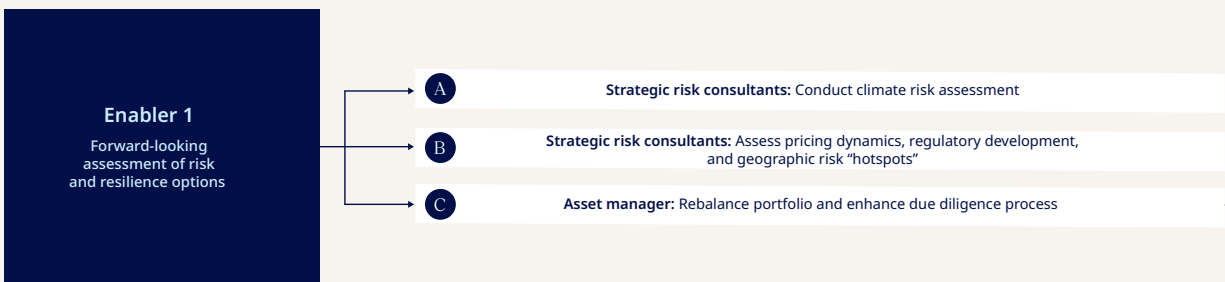 Enabler 1
Forward-looking
assessment of risk
and resilience options
A
Strategic risk consultants: Conduct climate risk assessment
B
Strategic risk consultants: Assess pricing dynamics, regulatory development,
and geographic risk “hotspots”
C
Asset manager: Rebalance portfolio and enhance due diligence process